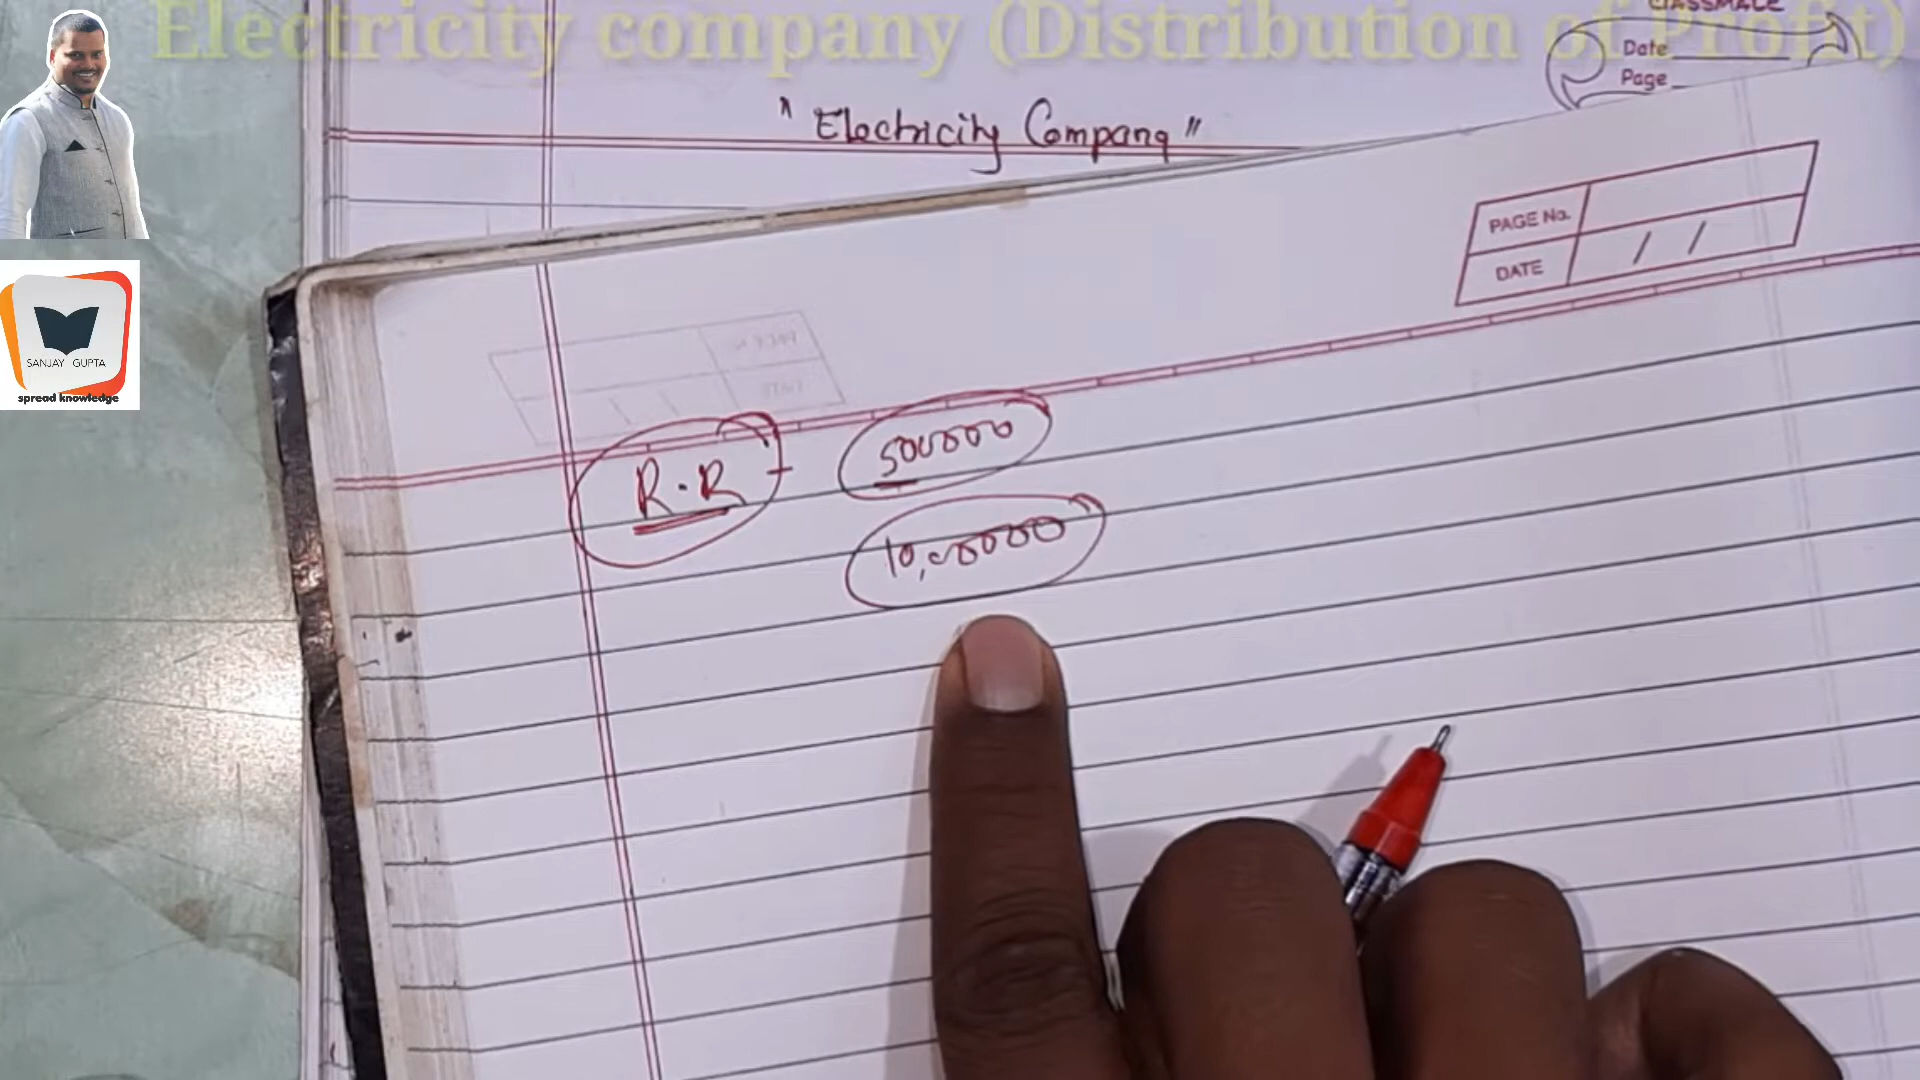 Electricity company (Distribution of Profit)
CLASSMATE
Date
Page
"Electricity Company"
PAGE No.
DATE / /
SANJAY GUPTA
spread knowledge
R.R - 500000
10,00000